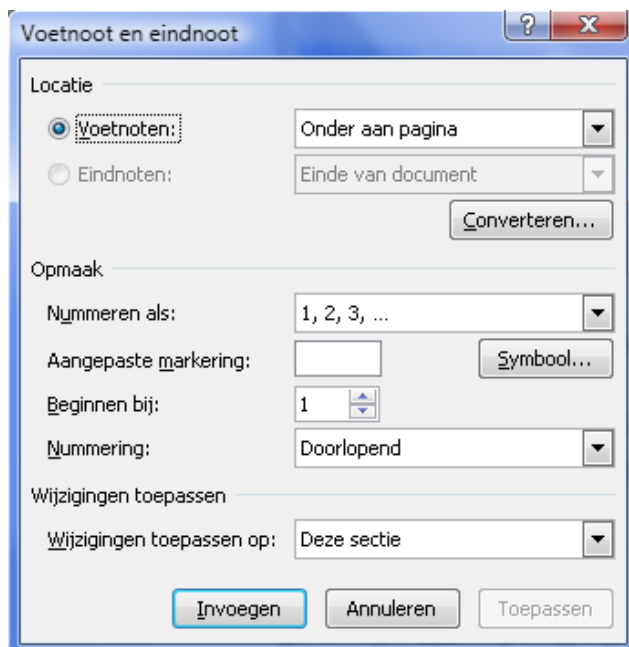 Voetnoot en eindnoot
Locatie
Voetnoten: Onder aan pagina
Eindnoten: Einde van document
Converteren...
Opmaak
Nummeren als: 1, 2, 3, ...
Aangepaste markering: Symbool...
Beginnen bij: 1
Nummering: Doorlopend
Wijzigingen toepassen
Wijzigingen toepassen op: Deze sectie
Invoegen Annuleren Toepassen